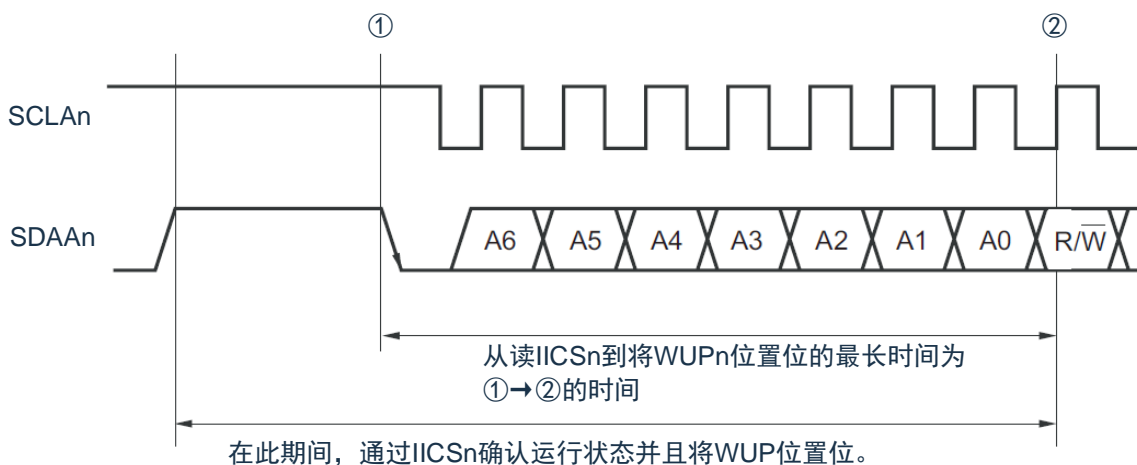 ① ②
SCLAn
SDAAn A6 A5 A4 A3 A2 A1 A0 R/W̅
从读IICSn到将WUPn位置位的最长时间为
①→②的时间
在此期间，通过IICSn确认运行状态并且将WUP位置位。